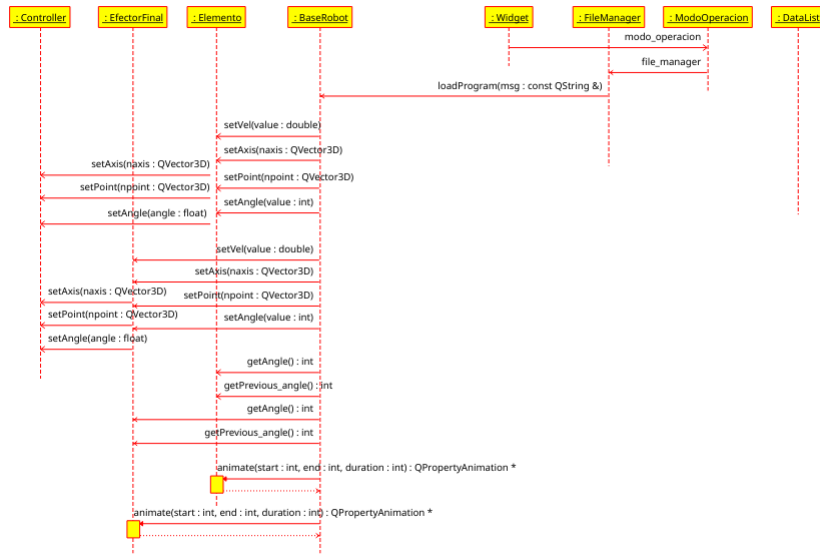 : Controller
: EfectorFinal
: Elemento
: BaseRobot
: Widget
: FileManager
: ModoOperacion
: DataList
modo_operacion
file_manager
loadProgram(msg : const QString &)
setVel(value : double)
setAxis(naxis : QVector3D)
setAxis(naxis : QVector3D)
setPoint(npoint : QVector3D)
setPoint(npoint : QVector3D)
setAngle(value : int)
setAngle(angle : float)
setVel(value : double)
setAxis(naxis : QVector3D)
setAxis(naxis : QVector3D)
setPoint(npoint : QVector3D)
setPoint(npoint : QVector3D)
setAngle(value : int)
setAngle(angle : float)
getAngle() : int
getPrevious_angle() : int
getAngle() : int
getPrevious_angle() : int
animate(start : int, end : int, duration : int) : QPropertyAnimation *
animate(start : int, end : int, duration : int) : QPropertyAnimation *